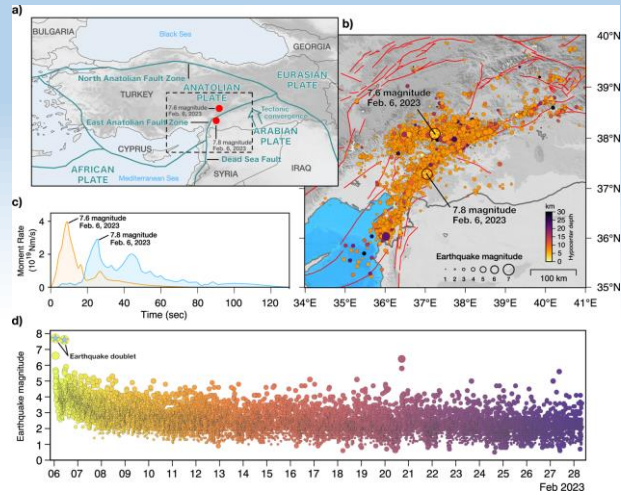 a)
BULGARIA
Black Sea
GEORGIA
North Anatolian Fault Zone
EURASIAN
PLATE
TURKEY
ANATOLIAN
PLATE
7.6 magnitude
Feb. 6, 2023
Tectonic
convergence
East Anatolian Fault Zone
ARABIAN
PLATE
7.8 magnitude
Feb. 6, 2023
CYPRUS
Dead Sea Fault
AFRICAN
PLATE
Mediterranean Sea
SYRIA
IRAQ
b)
40°N
7.6 magnitude
Feb. 6, 2023
39°N
38°N
37°N
7.8 magnitude
Feb. 6, 2023
36°N
35°N
km
30
25
20
15
10
5
0
Hypocenter depth
Earthquake magnitude
1 2 3 4 5 6 7
100 km
34°E 35°E 36°E 37°E 38°E 39°E 40°E 41°E
c)
7.6 magnitude
Feb. 6, 2023
7.8 magnitude
Feb. 6, 2023
Moment Rate
4
2
0
0 20 40 60 80 100 120
Time (sec)
d)
Earthquake doublet
Earthquake magnitude
8
7
6
5
4
3
2
1
0
06 07 08 09 10 11 12 13 14 15 16 17 18 19 20 21 22 23 24 25 26 27 28
Feb 2023